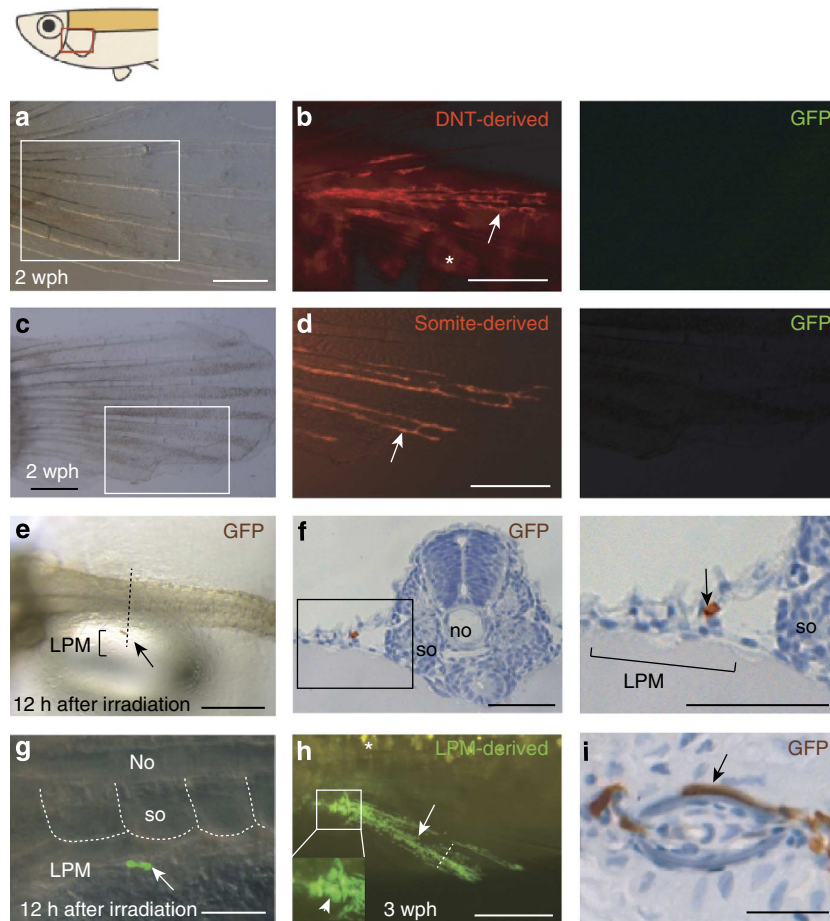 a
2 wph
b
DNT-derived
*
GFP
c
2 wph
d
Somite-derived
GFP
e
GFP
LPM
12 h after irradiation
f
GFP
so
no
so
LPM
g
No
so
LPM
12 h after irradiation
h
*
LPM-derived
3 wph
i
GFP